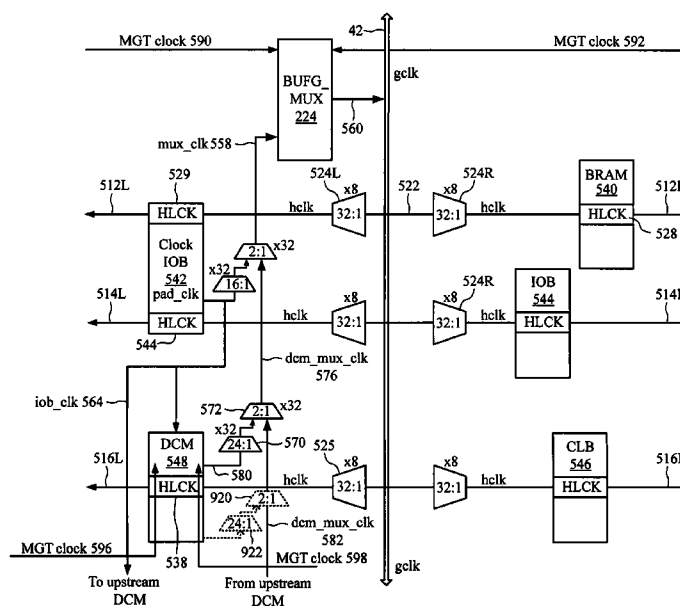 42
MGT clock 590
MGT clock 592
BUFG_
MUX
224
gclk
560
mux_clk 558
524L
524R
529
BRAM
540
512L
x8
522
x8
512R
HLCK
hclk
32:1
32:1
hclk
HLCK
528
Clock
IOB
542
pad_clk
x32
2:1
x32
16:1
524R
IOB
544
514L
x8
x8
514R
HLCK
hclk
32:1
32:1
hclk
HLCK
544
dcm_mux_clk
576
iob_clk 564
572
2:1
x32
x32
24:1
570
525
DCM
548
CLB
546
516L
580
x8
x8
516R
HLCK
hclk
32:1
32:1
hclk
HLCK
920
2:1
24:1
dcm_mux_clk
582
922
MGT clock 596
538
MGT clock 598
To upstream
DCM
From upstream
DCM
gclk